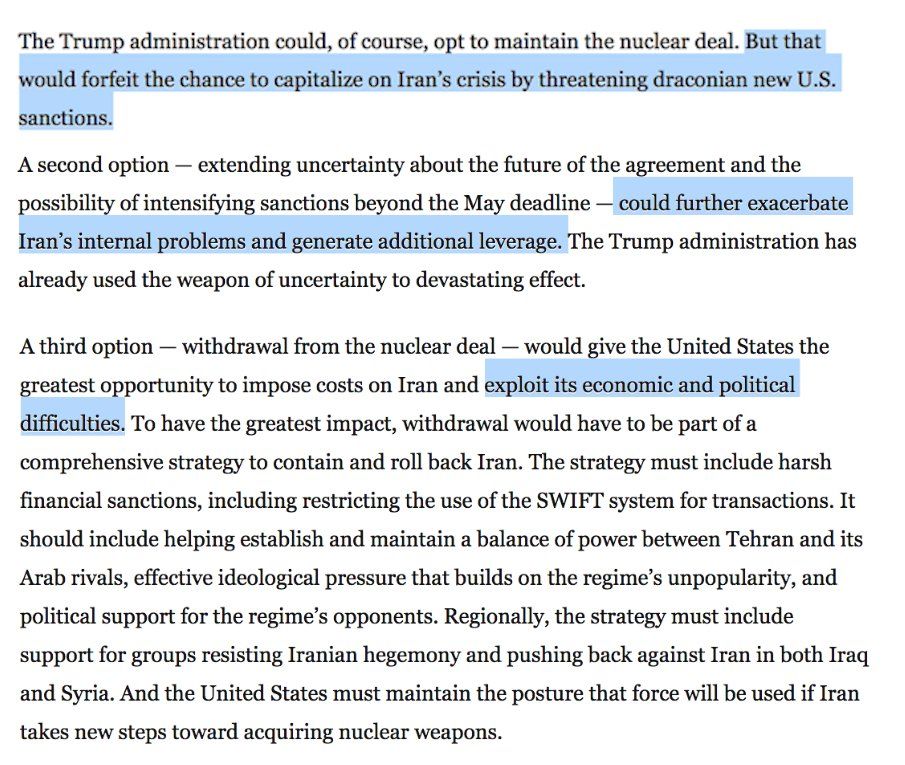 The Trump administration could, of course, opt to maintain the nuclear deal. But that
would forfeit the chance to capitalize on Iran’s crisis by threatening draconian new U.S.
sanctions.
A second option — extending uncertainty about the future of the agreement and the
possibility of intensifying sanctions beyond the May deadline — could further exacerbate
Iran’s internal problems and generate additional leverage. The Trump administration has
already used the weapon of uncertainty to devastating effect.
A third option — withdrawal from the nuclear deal — would give the United States the
greatest opportunity to impose costs on Iran and exploit its economic and political
difficulties. To have the greatest impact, withdrawal would have to be part of a
comprehensive strategy to contain and roll back Iran. The strategy must include harsh
financial sanctions, including restricting the use of the SWIFT system for transactions. It
should include helping establish and maintain a balance of power between Tehran and its
Arab rivals, effective ideological pressure that builds on the regime’s unpopularity, and
political support for the regime’s opponents. Regionally, the strategy must include
support for groups resisting Iranian hegemony and pushing back against Iran in both Iraq
and Syria. And the United States must maintain the posture that force will be used if Iran
takes new steps toward acquiring nuclear weapons.